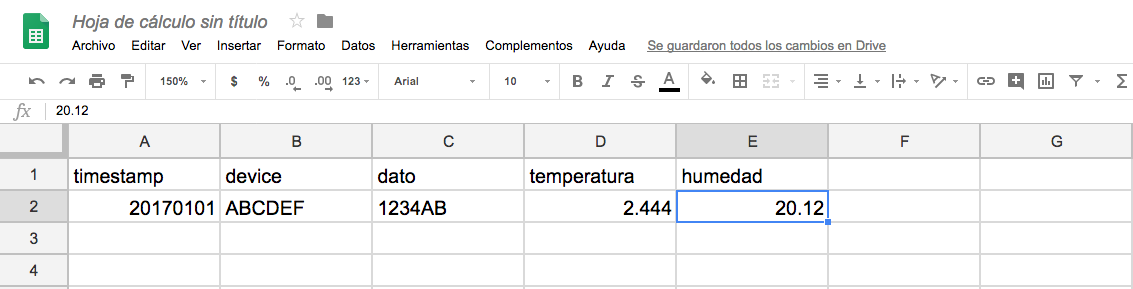 Hoja de cálculo sin título
Archivo Editar Ver Insertar Formato Datos Herramientas Complementos Ayuda Se guardaron todos los cambios en Drive
150% $ % .0 .00 123 Arial 10 B I S A Σ
fx 20.12
A B C D E F G
1 timestamp device dato temperatura humedad
2 20170101 ABCDEF 1234AB 2.444 20.12
3
4